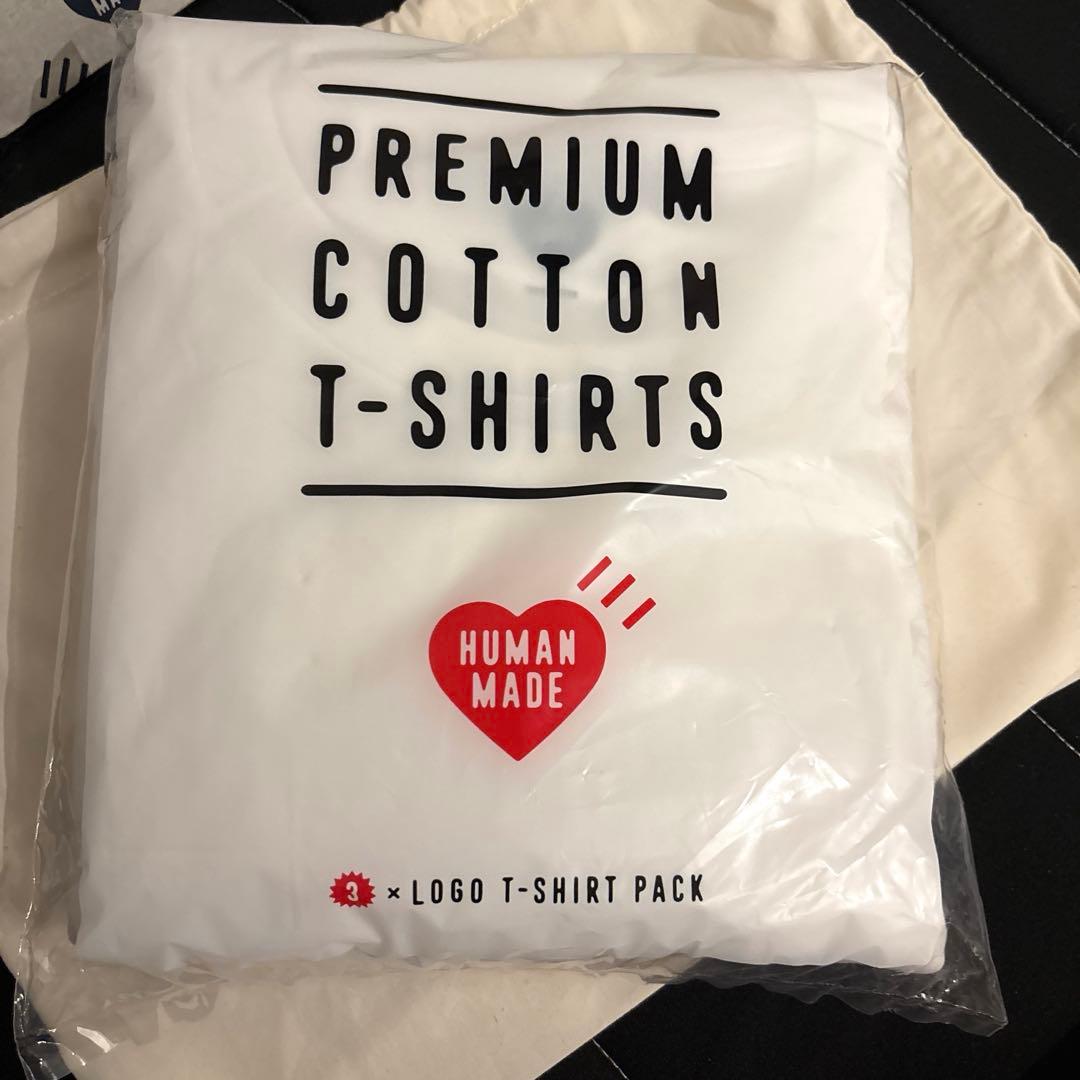 PREMIUM
COTTON
T-SHIRTS
HUMAN
MADE
3 × LOGO T-SHIRT PACK